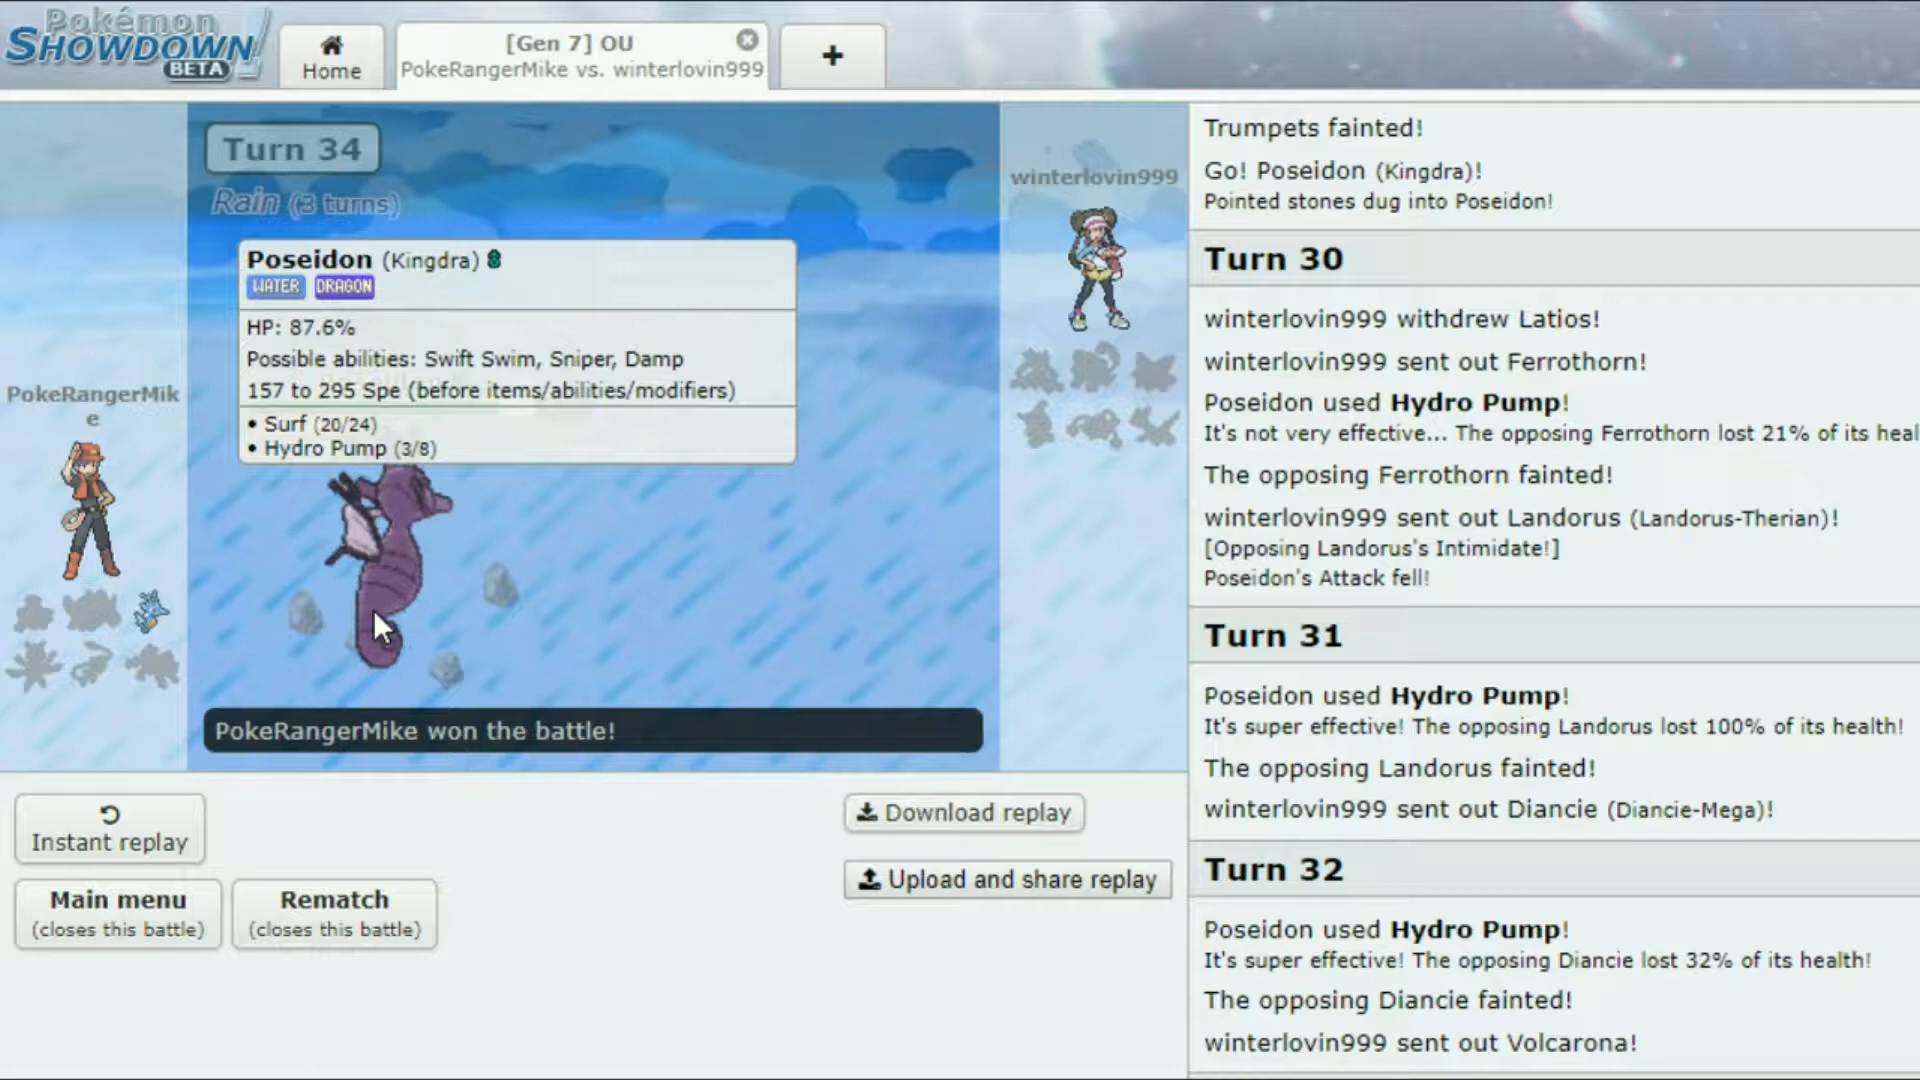 Pokémon
SHOWDOWN
BETA
Home
[Gen 7] OU
PokeRangerMike vs. winterlovin999
+
Turn 34
Rain (3 turns)
Poseidon (Kingdra)
WATER DRAGON
HP: 87.6%
Possible abilities: Swift Swim, Sniper, Damp
157 to 295 Spe (before items/abilities/modifiers)
• Surf (20/24)
• Hydro Pump (3/8)
PokeRangerMik
e
winterlovin999
PokeRangerMike won the battle!
Instant replay
Download replay
Upload and share replay
Main menu
(closes this battle)
Rematch
(closes this battle)
Trumpets fainted!
Go! Poseidon (Kingdra)!
Pointed stones dug into Poseidon!
Turn 30
winterlovin999 withdrew Latios!
winterlovin999 sent out Ferrothorn!
Poseidon used Hydro Pump!
It's not very effective... The opposing Ferrothorn lost 21% of its heal
The opposing Ferrothorn fainted!
winterlovin999 sent out Landorus (Landorus-Therian)!
[Opposing Landorus's Intimidate!]
Poseidon's Attack fell!
Turn 31
Poseidon used Hydro Pump!
It's super effective! The opposing Landorus lost 100% of its health!
The opposing Landorus fainted!
winterlovin999 sent out Diancie (Diancie-Mega)!
Turn 32
Poseidon used Hydro Pump!
It's super effective! The opposing Diancie lost 32% of its health!
The opposing Diancie fainted!
winterlovin999 sent out Volcarona!